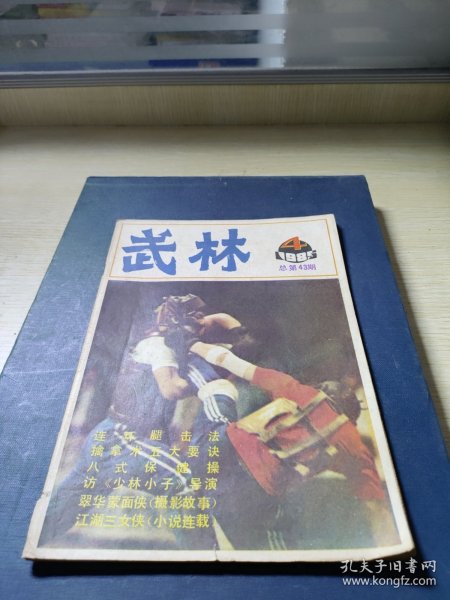 武林
4
1985
总第43期
连环腿击法
擒拿术五大要诀
八式保健操
访《少林小子》导演
翠华蒙面侠(摄影故事)
江湖三女侠(小说连载)
孔夫子旧书网
www.kongfz.com